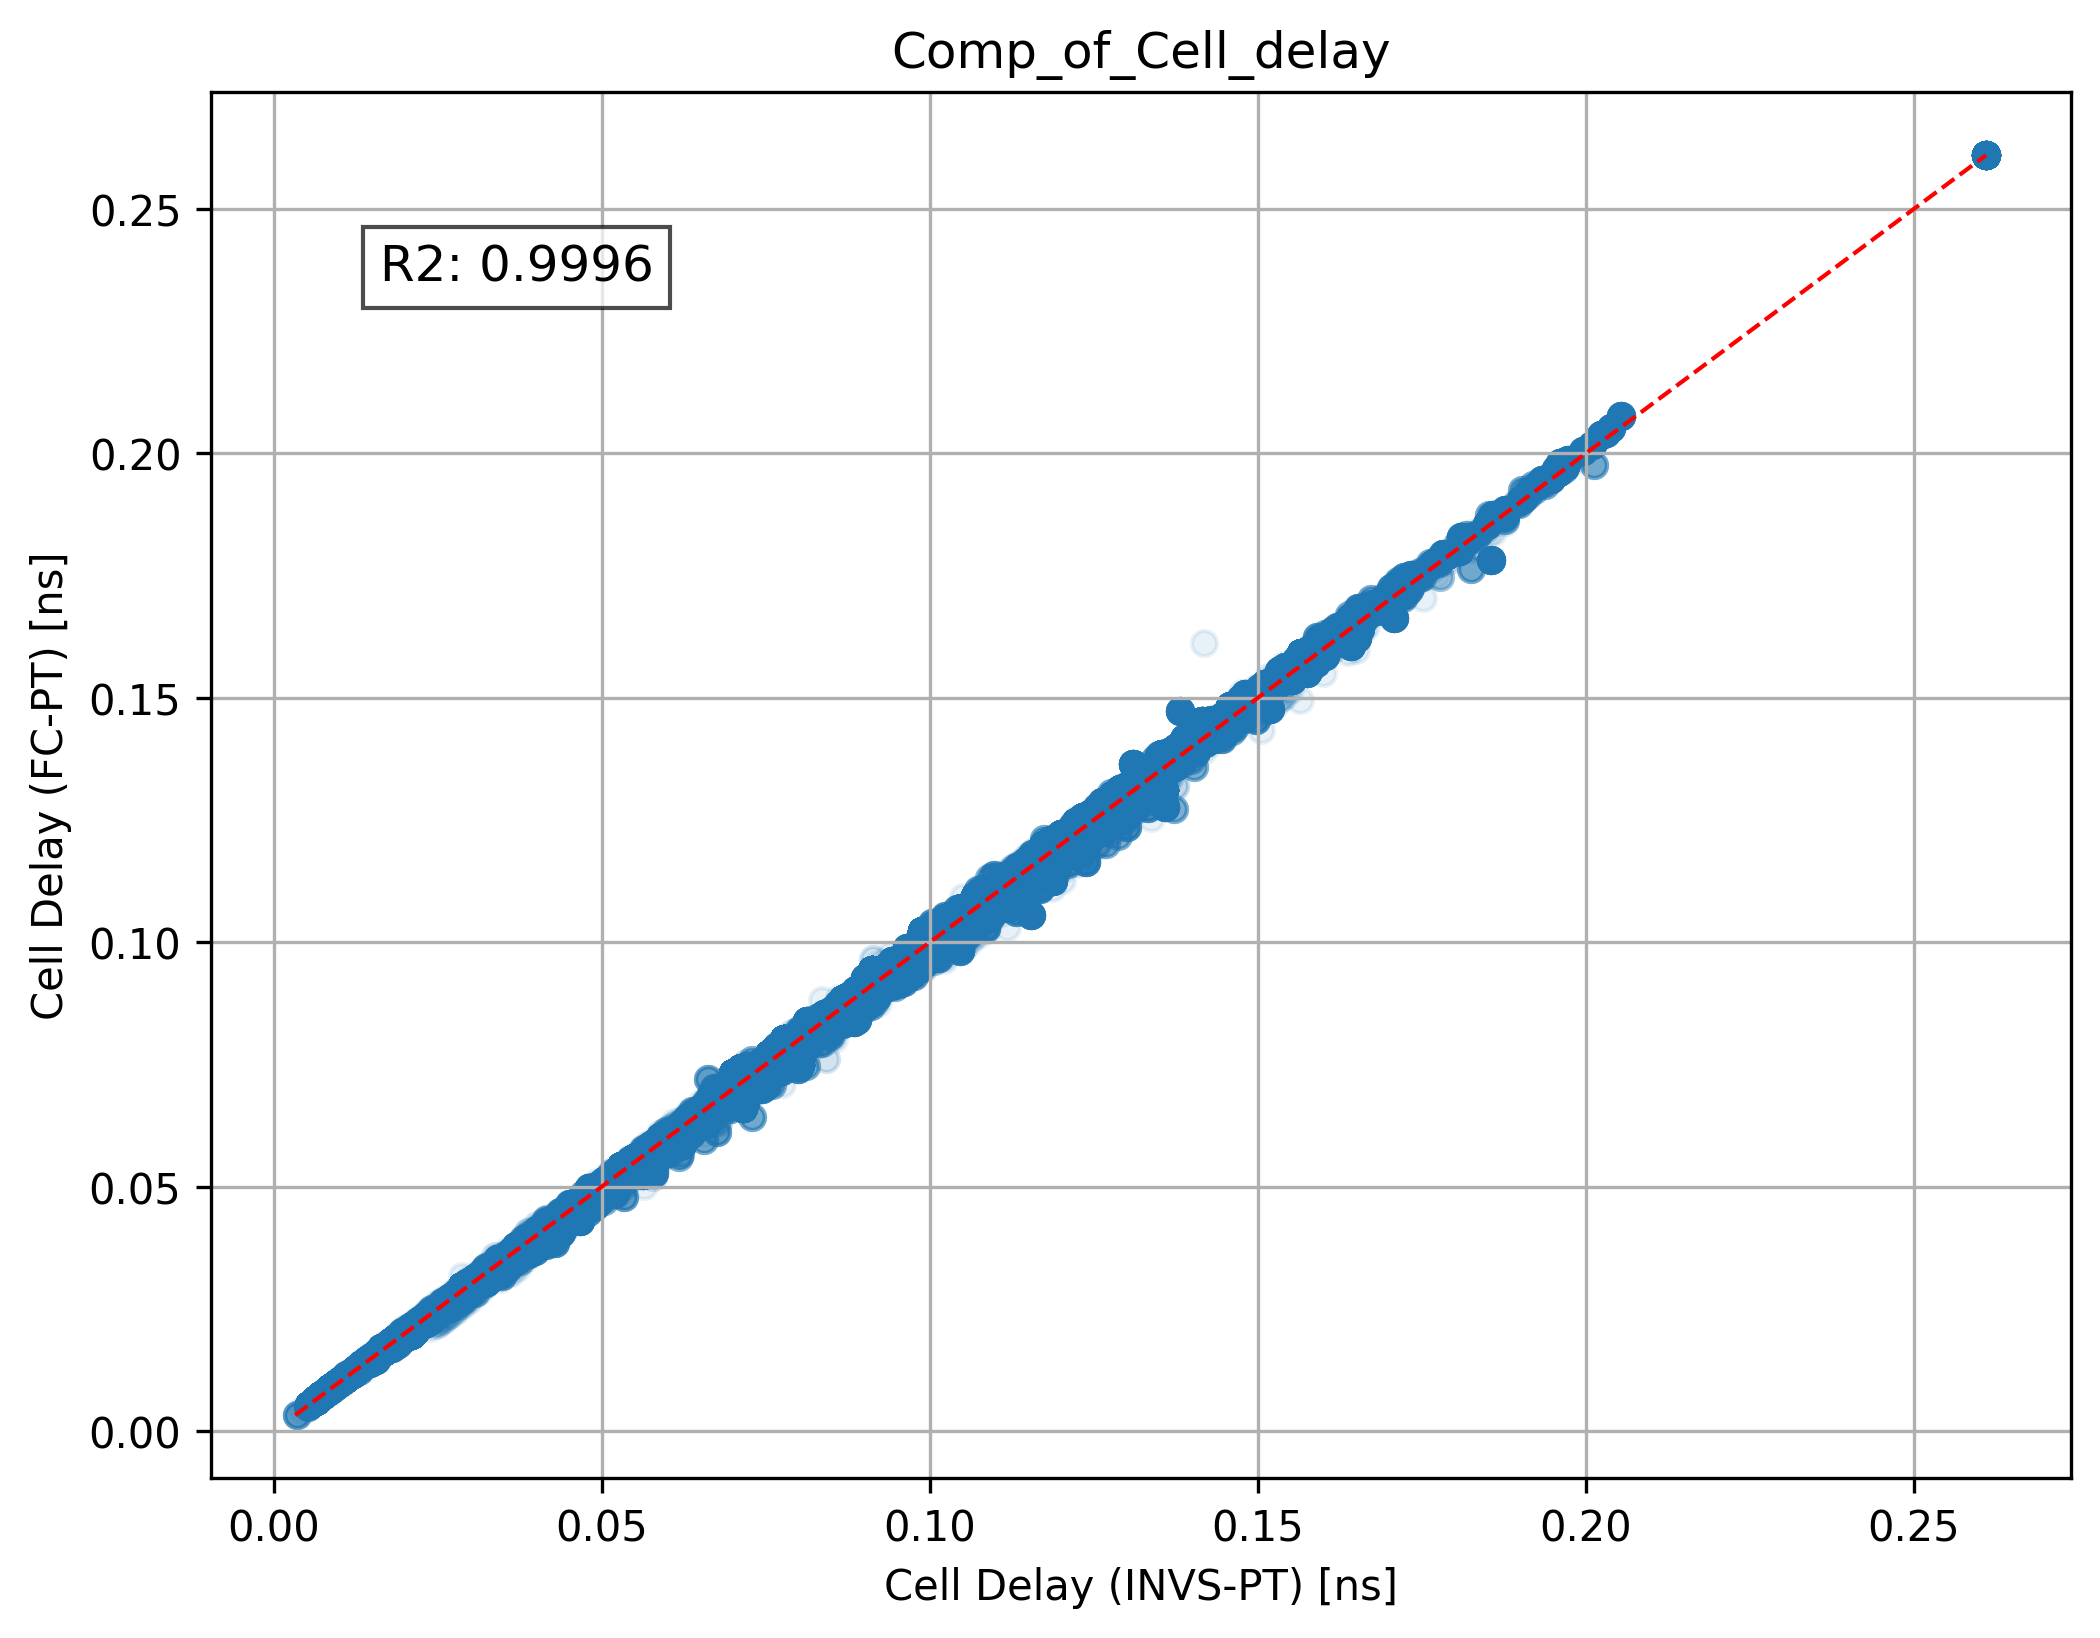 Comp_of_Cell_delay
R2: 0.9996
Cell Delay (FC-PT) [ns]
0.25
0.20
0.15
0.10
0.05
0.00
0.00 0.05 0.10 0.15 0.20 0.25
Cell Delay (INVS-PT) [ns]